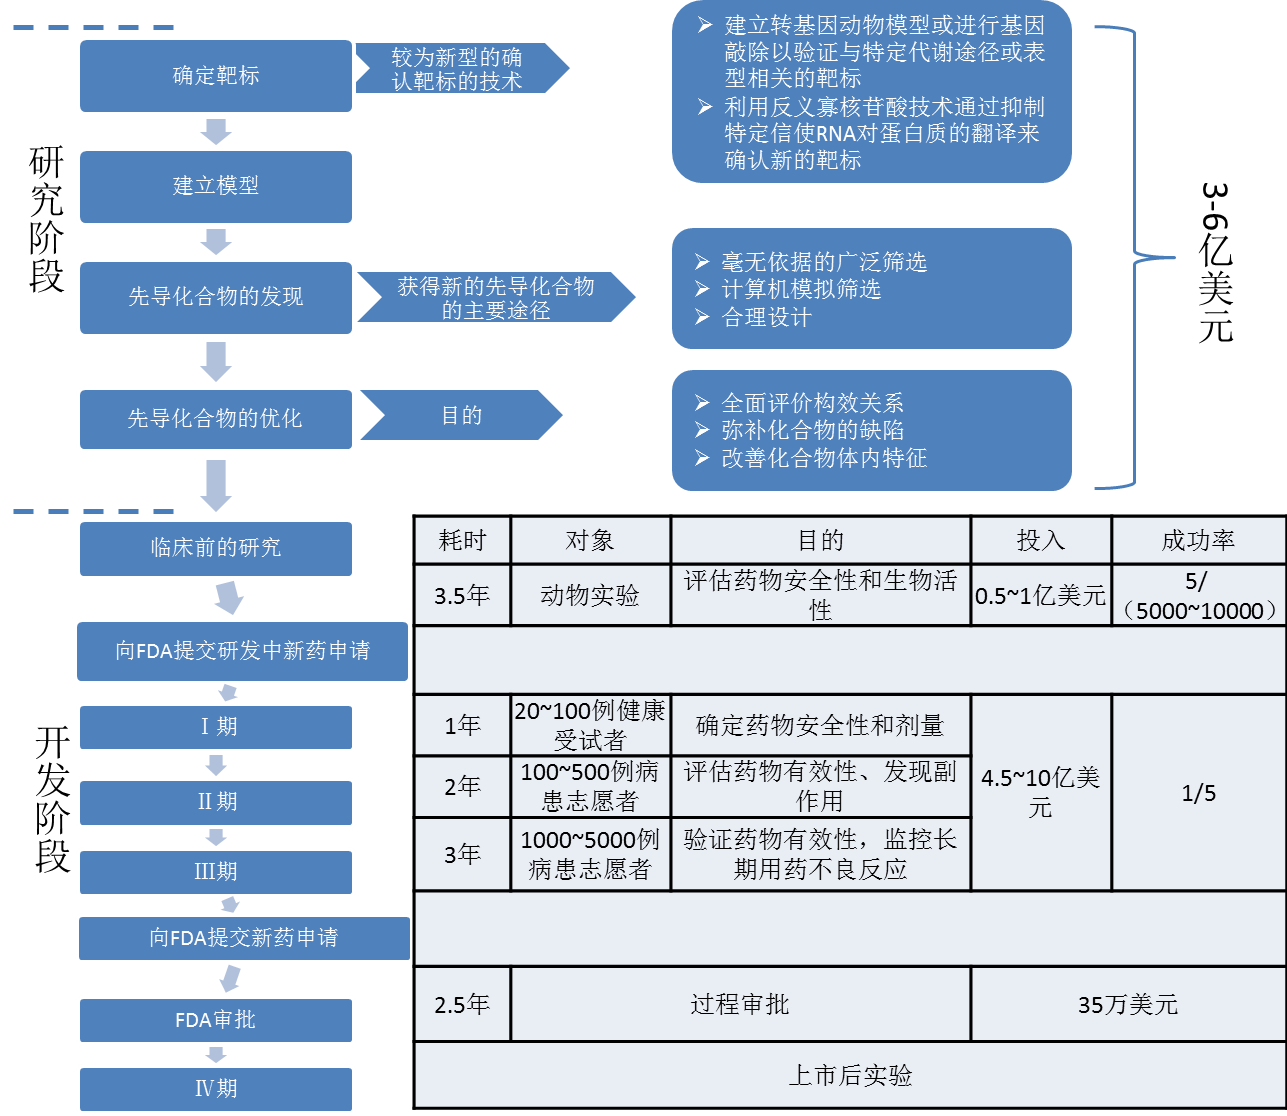 研究阶段
确定靶标
较为新型的确
认靶标的技术
建立转基因动物模型或进行基因
敲除以验证与特定代谢途径或表
型相关的靶标
利用反义寡核苷酸技术通过抑制
特定信使RNA对蛋白质的翻译来
确认新的靶标
建立模型
先导化合物的发现
获得新的先导化合物
的主要途径
毫无依据的广泛筛选
计算机模拟筛选
合理设计
先导化合物的优化
目的
全面评价构效关系
弥补化合物的缺陷
改善化合物体内特征
3-6亿美元
开发阶段
临床前的研究
向FDA提交研发中新药申请
Ⅰ期
Ⅱ期
Ⅲ期
向FDA提交新药申请
FDA审批
Ⅳ期
耗时 对象 目的 投入 成功率
3.5年 动物实验 评估药物安全性和生物活
性 0.5~1亿美元 5/
（5000~10000）
1年 20~100例健康
受试者 确定药物安全性和剂量
2年 100~500例病
患志愿者 评估药物有效性、发现副
作用 4.5~10亿美
元 1/5
3年 1000~5000例
病患志愿者 验证药物有效性，监控长
期用药不良反应
2.5年 过程审批 35万美元
上市后实验